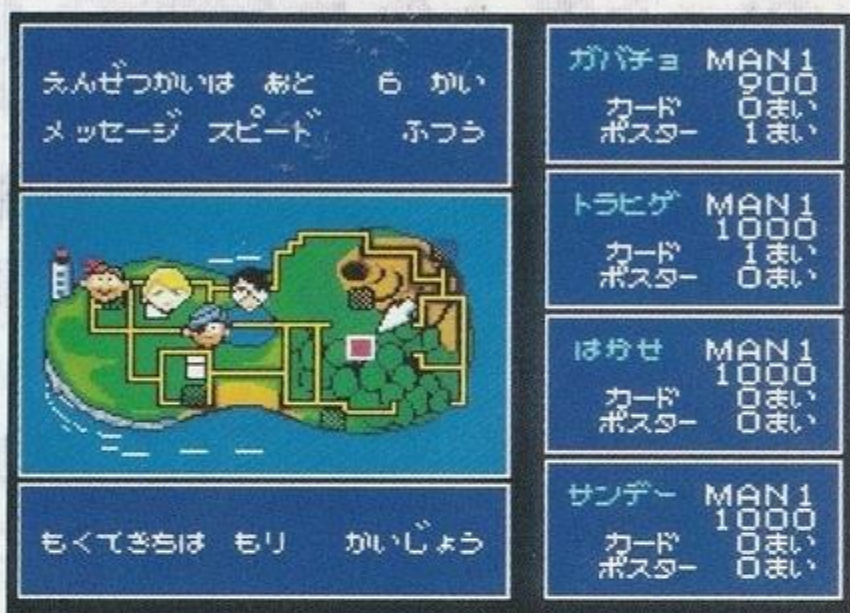 えんぜつかいは あと 6 かい
メッセージ スピード ふつう
もくてきちは もり かいじょう
ガバチョ MAN1
900
カード 0まい
ポスター 1まい
トラヒゲ MAN1
1000
カード 1まい
ポスター 0まい
はかせ MAN1
1000
カード 0まい
ポスター 0まい
サンデー MAN1
1000
カード 0まい
ポスター 0まい